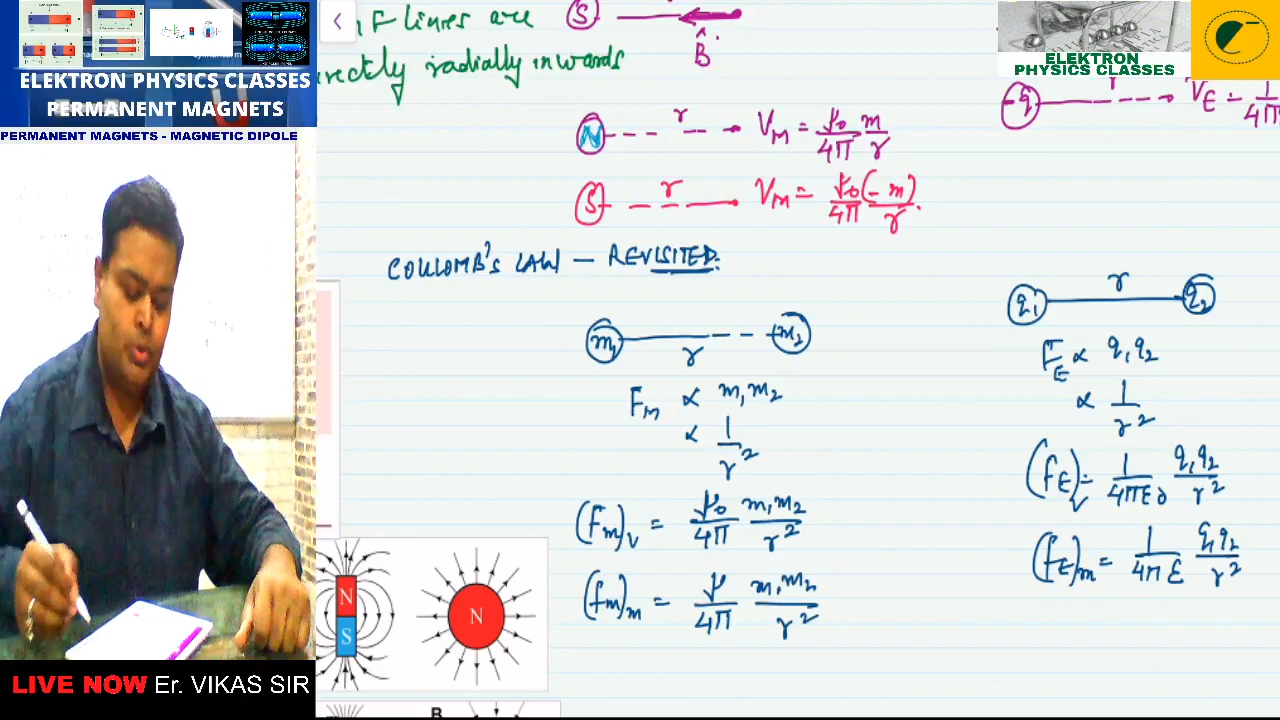 ELEKTRON PHYSICS CLASSES
PERMANENT MAGNETS
PERMANENT MAGNETS - MAGNETIC DIPOLE
F lines are
radially inwards
S
B̂
N r V_M = μ₀/4π m/r
S r V_M = μ₀/4π (-m)/r
ELEKTRON
PHYSICS CLASSES
-q r V_E = 1/4π
COULOMB'S LAW — REVISITED:
m₁ r m₂
F_M ∝ m₁m₂
∝ 1/r²
(F_m)_v = μ₀/4π m₁m₂/r²
(f_m)_m = μ/4π m₁m₂/r²
q₁ r q₂
F_E ∝ q₁q₂
∝ 1/r²
(f_E)_v = 1/4πε₀ q₁q₂/r²
(f_E)_m = 1/4πε q₁q₂/r²
N
S
N
B
LIVE NOW Er. VIKAS SIR